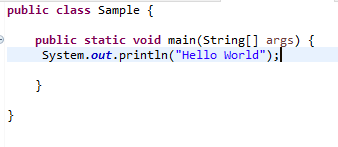 public class Sample {
public static void main(String[] args) {
System.out.println("Hello World");
}
}